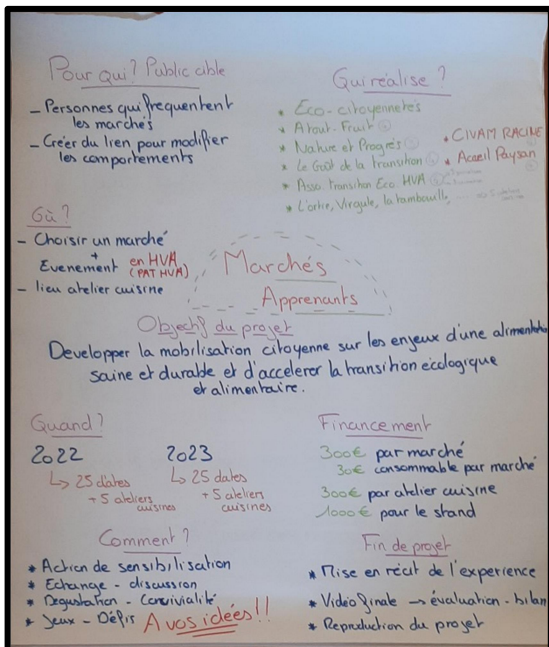 Pour qui? Public cible
- Personnes qui frequentent
les marchés
- Créer du lien pour modifier
les comportements
Qui réalise ?
* Eco-citoyennetés
* Atout-Fruit
* Nature et Progrès
* Le Goût de la transition
* Asso. transition Eco. HVA
* L'ortie, Virgule, la tambouille,
* CIVAM RACINE
* Accueil Paysan
Où ?
- Choisir un marché
+
Evenement en HVA
(PAT HVA)
- lieu atelier cuisine
Marchés
Apprenants
Objectif du projet
Developper la mobilisation citoyenne sur les enjeux d'une alimentation
saine et durable et d'accelerer la transition écologique
et alimentaire.
Quand ?
2022
↳ 25 dates
+ 5 ateliers
cuisines
2023
↳ 25 dates
+ 5 ateliers
cuisines
Financement
300€ par marché
30€ consommable par marché
300€ par atelier cuisine
1000€ pour le stand
Comment ?
* Action de sensibilisation
* Echange - discussion
* Degustation - Convivialité
* Jeux - Défis
A vos idées !!
Fin de projet
* Mise en récit de l'experience
* Vidéo finale → évaluation - bilan
* Reproduction du projet